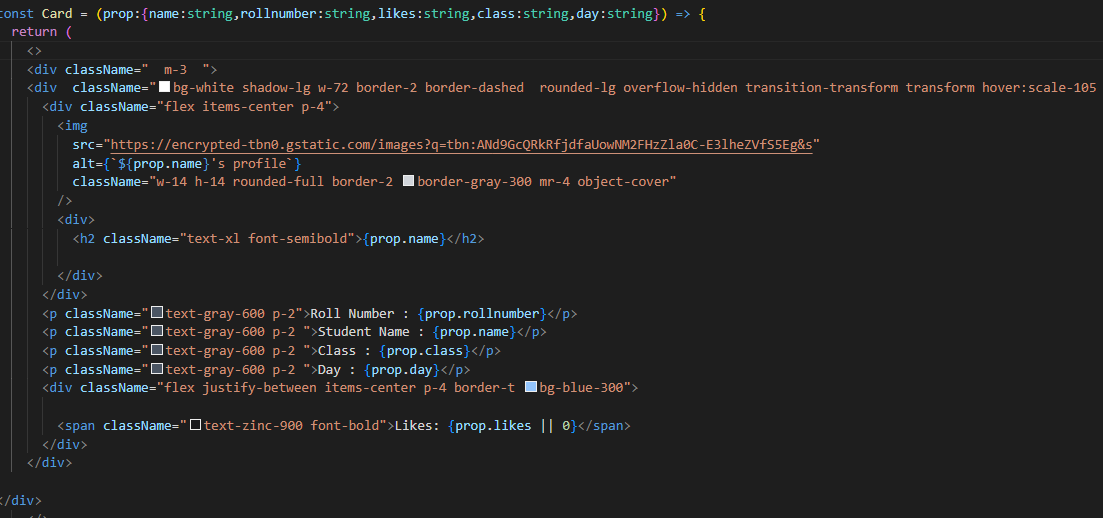 const Card = (prop:{name:string,rollnumber:string,likes:string,class:string,day:string}) => {
return (
<>
<div className="  m-3  ">
<div  className="bg-white shadow-lg w-72 border-2 border-dashed  rounded-lg overflow-hidden transition-transform transform hover:scale-105
<div className="flex items-center p-4">
<img
src="https://encrypted-tbn0.gstatic.com/images?q=tbn:ANd9GcQRkRfjdfaUowNM2FHzZla0C-E3lheZVfS5Eg&s"
alt={`${prop.name}'s profile`}
className="w-14 h-14 rounded-full border-2 border-gray-300 mr-4 object-cover"
/>
<div>
<h2 className="text-xl font-semibold">{prop.name}</h2>
</div>
</div>
<p className="text-gray-600 p-2">Roll Number : {prop.rollnumber}</p>
<p className="text-gray-600 p-2 ">Student Name : {prop.name}</p>
<p className="text-gray-600 p-2 ">Class : {prop.class}</p>
<p className="text-gray-600 p-2 ">Day : {prop.day}</p>
<div className="flex justify-between items-center p-4 border-t bg-blue-300">
<span className="text-zinc-900 font-bold">Likes: {prop.likes || 0}</span>
</div>
</div>
</div>